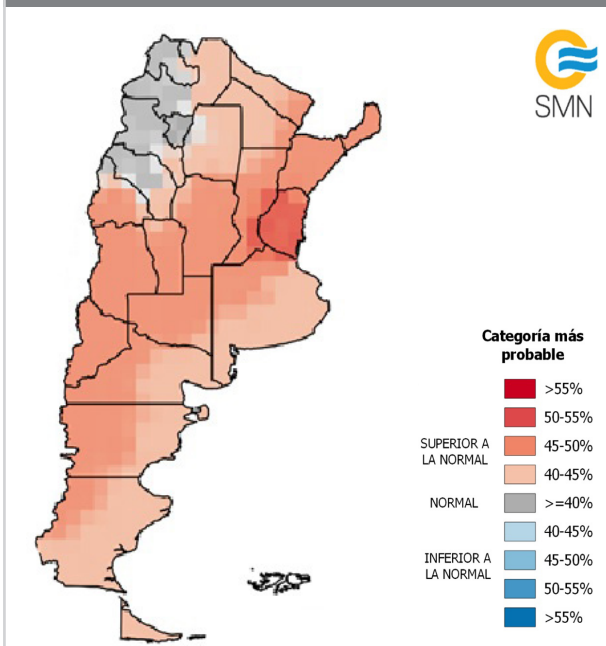 SMN
Categoría más
probable
>55%
50-55%
SUPERIOR A
LA NORMAL
45-50%
40-45%
NORMAL
>=40%
40-45%
INFERIOR A
LA NORMAL
45-50%
50-55%
>55%